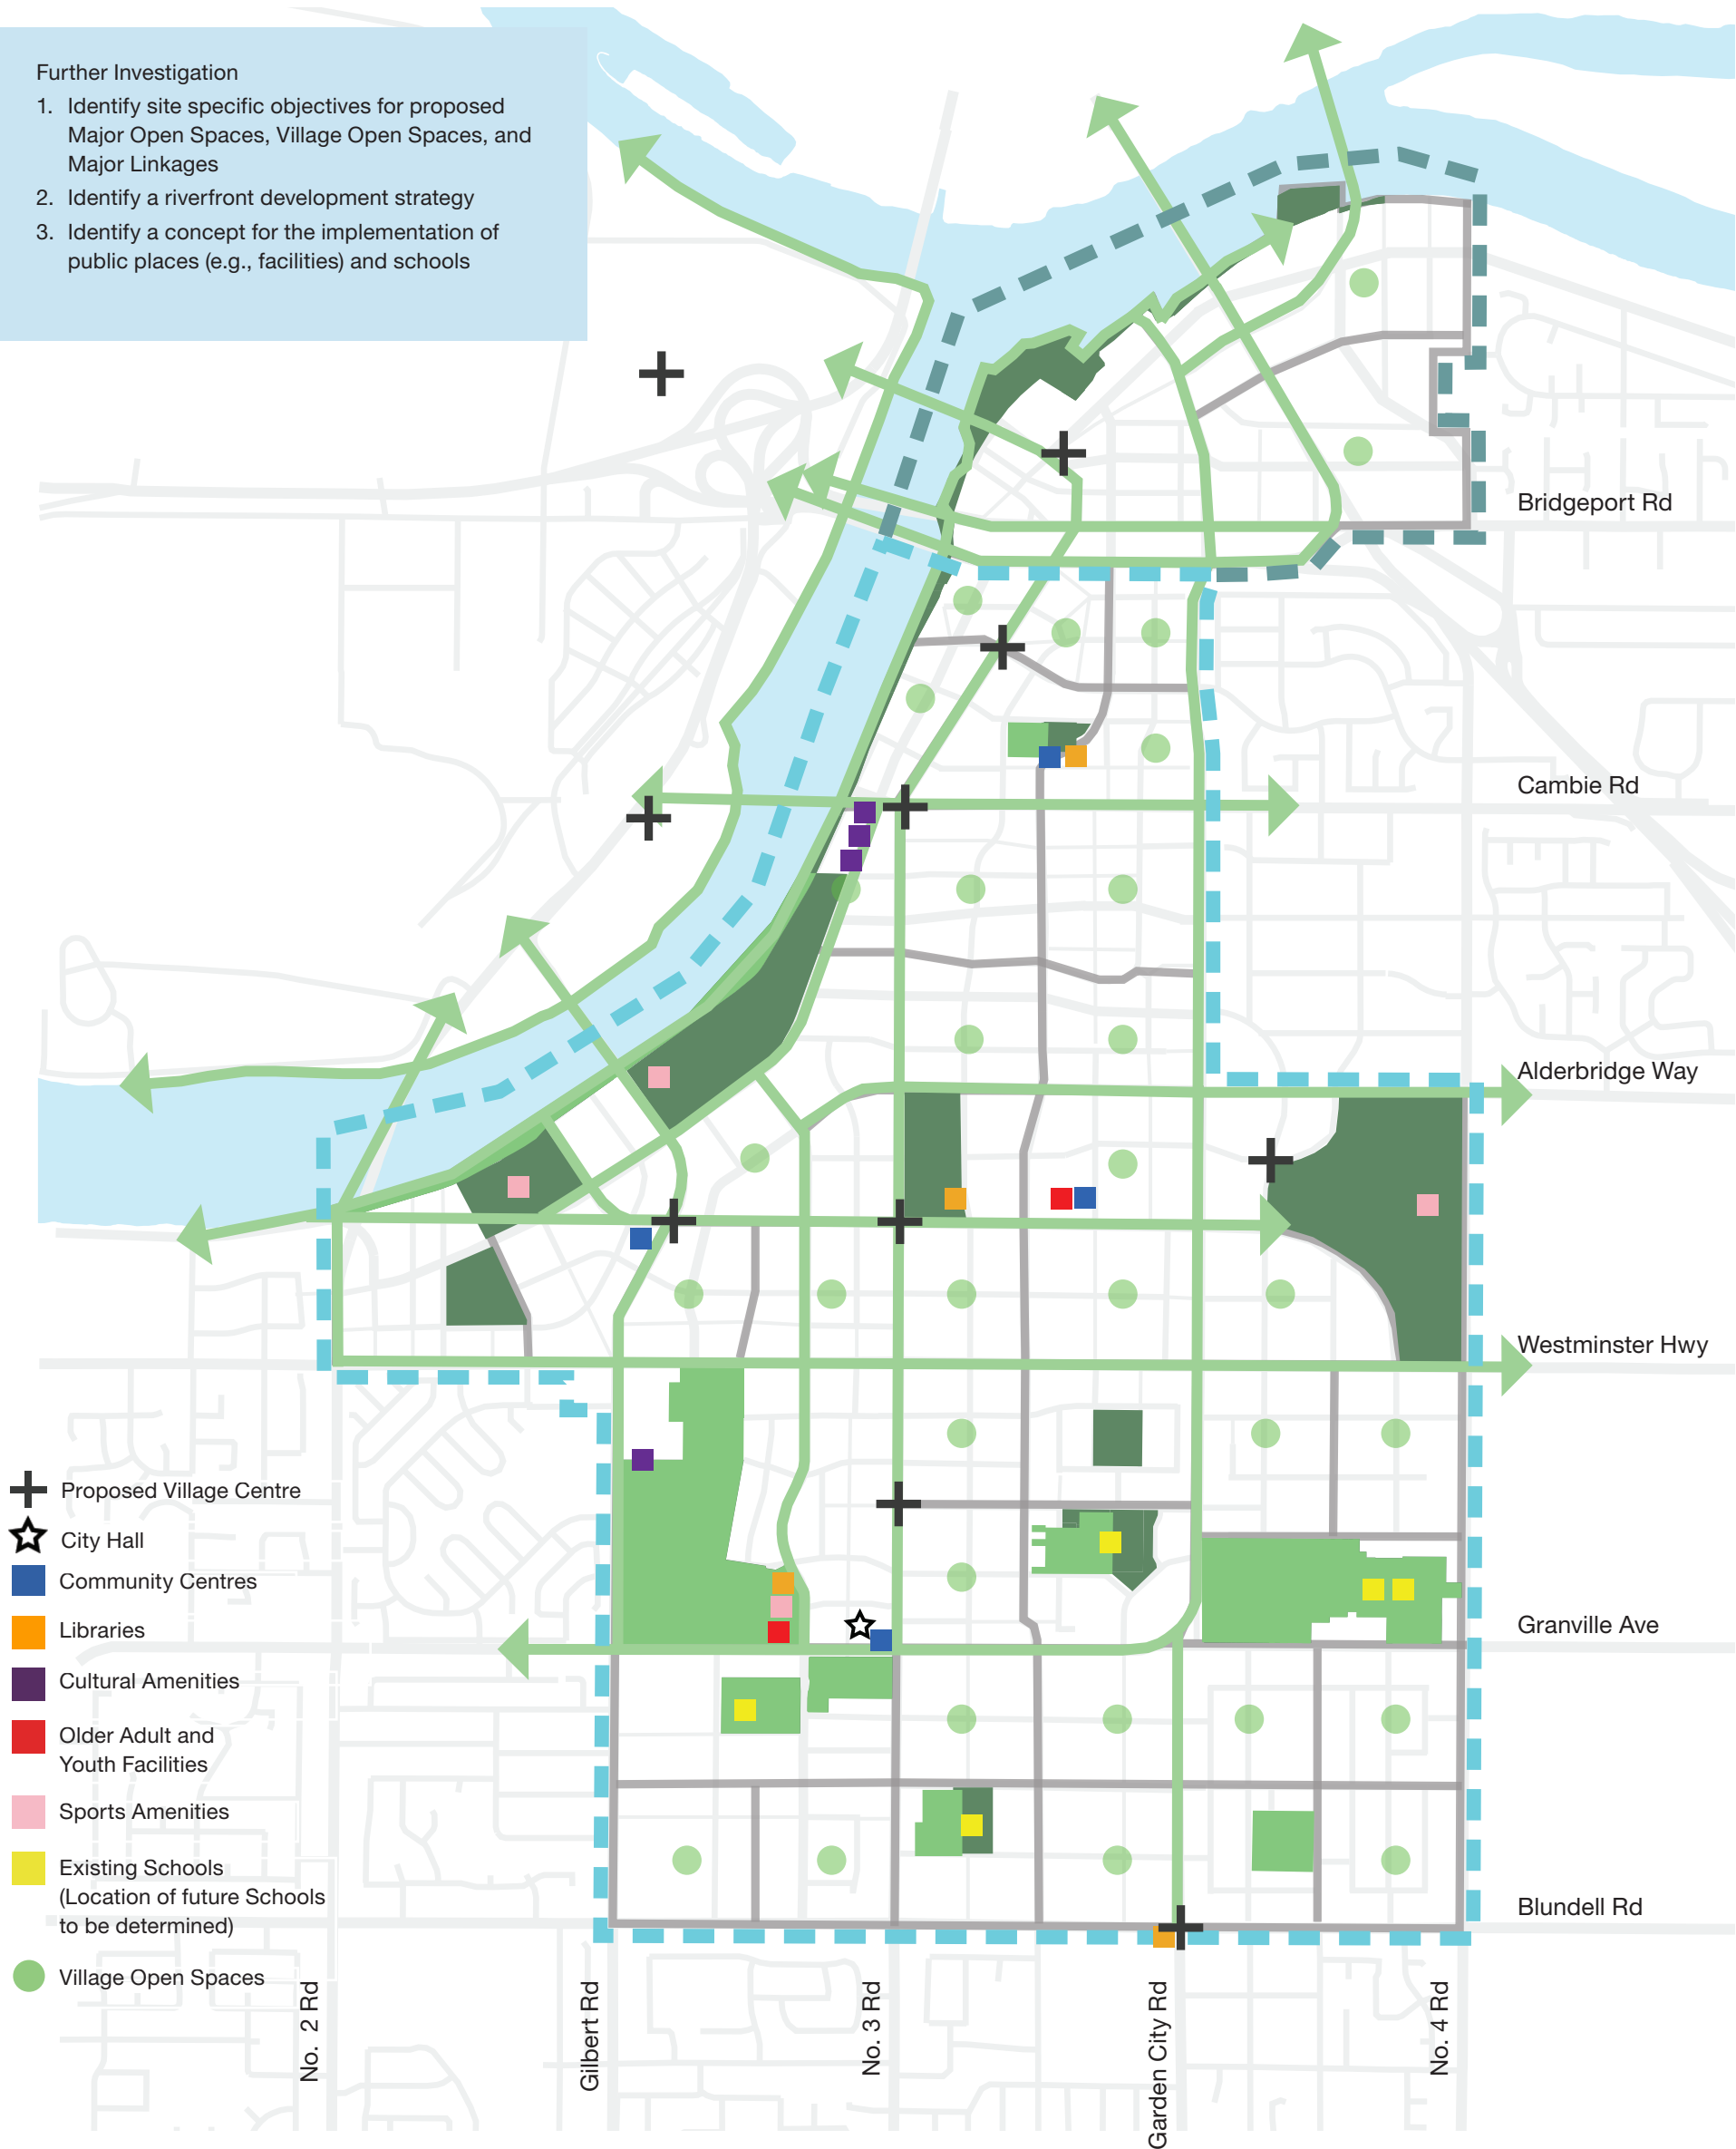 Further Investigation
1. Identify site specific objectives for proposed
Major Open Spaces, Village Open Spaces, and
Major Linkages
2. Identify a riverfront development strategy
3. Identify a concept for the implementation of
public places (e.g., facilities) and schools
Bridgeport Rd
Cambie Rd
Alderbridge Way
Westminster Hwy
Granville Ave
Blundell Rd
Proposed Village Centre
City Hall
Community Centres
Libraries
Cultural Amenities
Older Adult and
Youth Facilities
Sports Amenities
Existing Schools
(Location of future Schools
to be determined)
Village Open Spaces
No. 2 Rd
Gilbert Rd
No. 3 Rd
Garden City Rd
No. 4 Rd